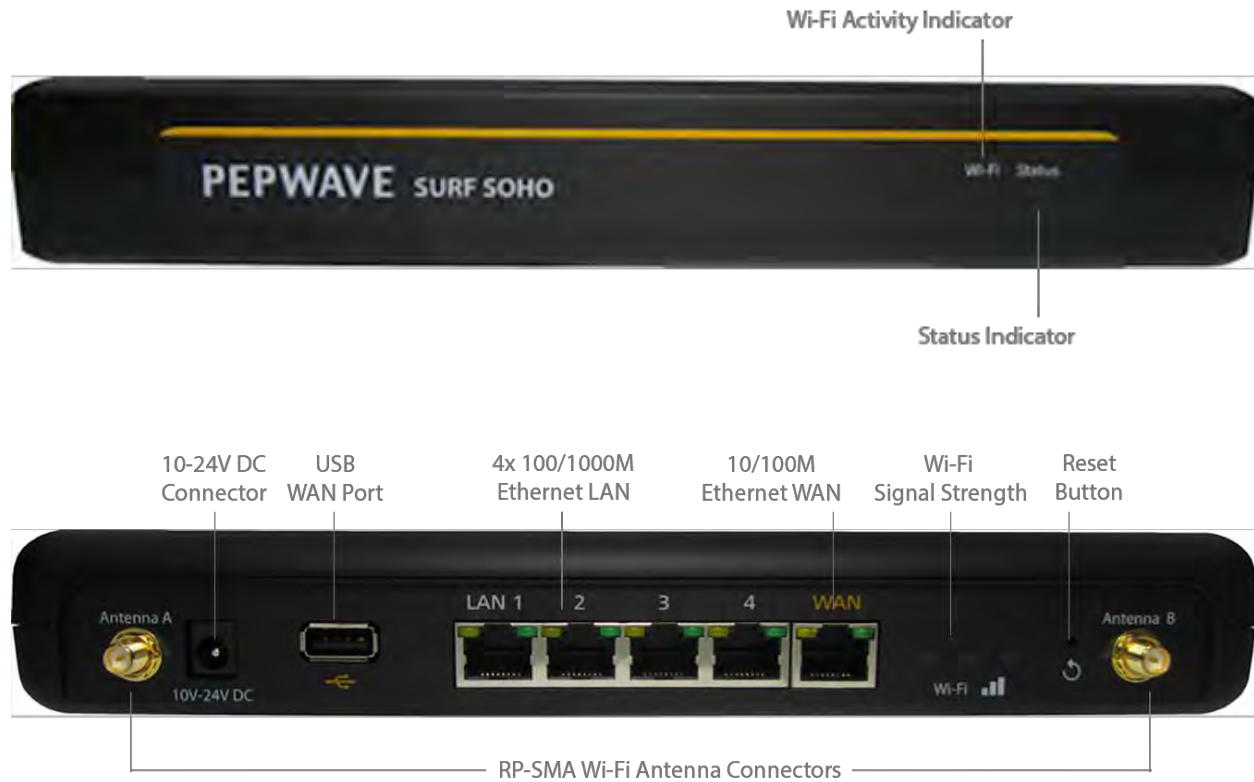 Wi-Fi Activity Indicator
PEPWAVE SURF SOHO
Wi-Fi Status
Status Indicator
10-24V DC Connector
USB WAN Port
4x 100/1000M Ethernet LAN
10/100M Ethernet WAN
Wi-Fi Signal Strength
Reset Button
LAN 1 2 3 4 WAN
Antenna A
Antenna B
10V-24V DC
Wi-Fi
RP-SMA Wi-Fi Antenna Connectors